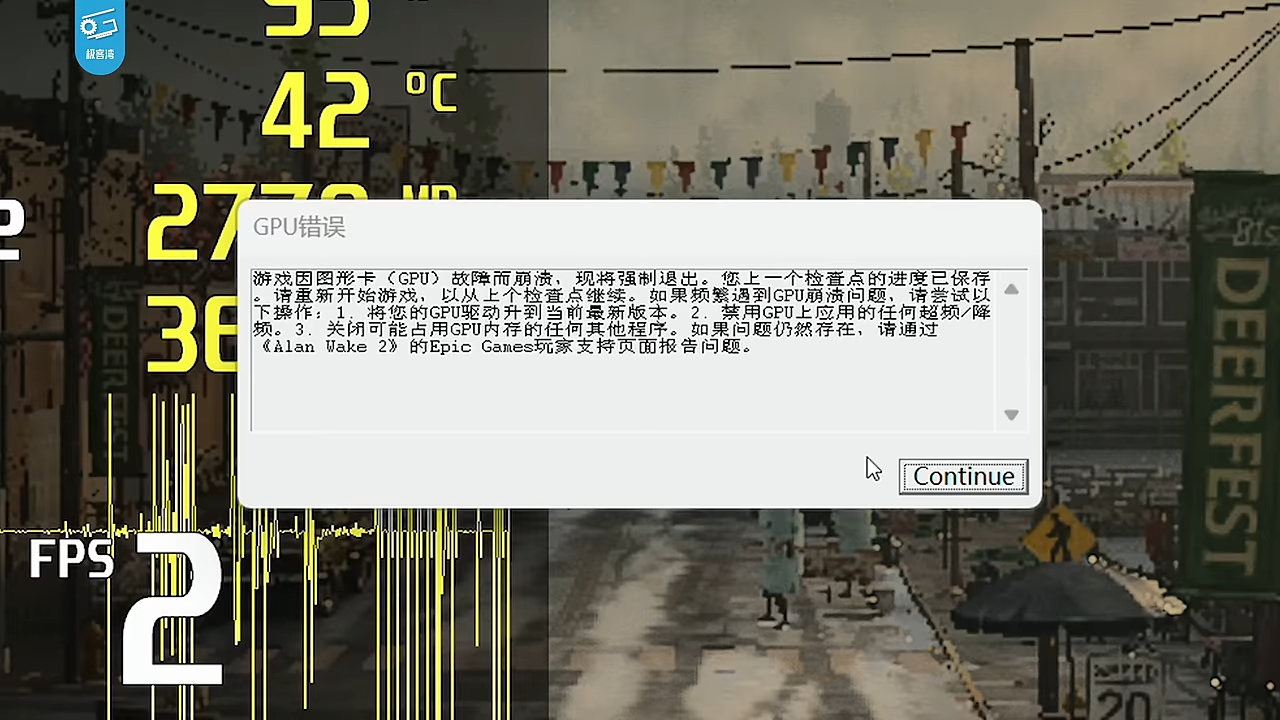 极客湾
42 °C
GPU错误
游戏因图形卡（GPU）故障而崩溃，现将强制退出。您上一个检查点的进度已保存
。请重新开始游戏，以从上个检查点继续。如果频繁遇到GPU崩溃问题，请尝试以
下操作：1. 将您的GPU驱动升到当前最新版本。2. 禁用GPU上应用的任何超频/降
频。3. 关闭可能占用GPU内存的任何其他程序。如果问题仍然存在，请通过
《Alan Wake 2》的Epic Games玩家支持页面报告问题。
Continue
FPS 2
DEERFEST
DEERFEST
20